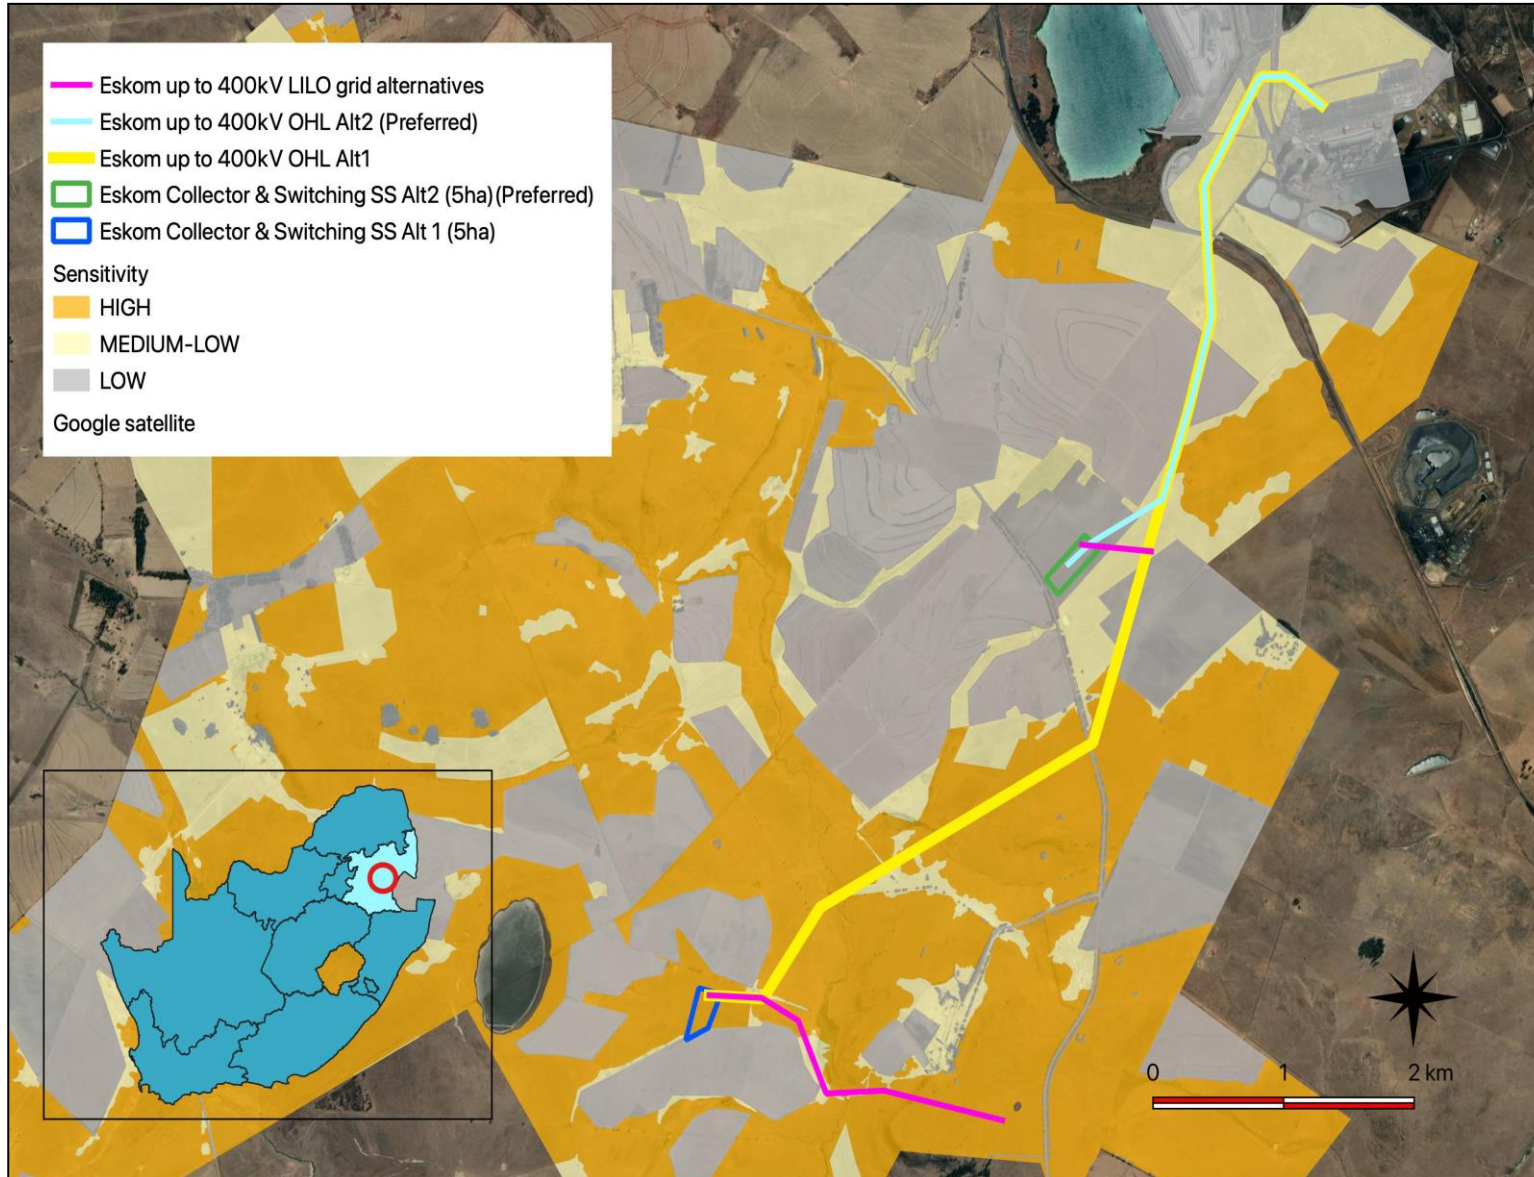 Eskom up to 400kV LILO grid alternatives
Eskom up to 400kV OHL Alt2 (Preferred)
Eskom up to 400kV OHL Alt1
Eskom Collector & Switching SS Alt2 (5ha)(Preferred)
Eskom Collector & Switching SS Alt 1 (5ha)
Sensitivity
HIGH
MEDIUM-LOW
LOW
Google satellite
0 1 2 km